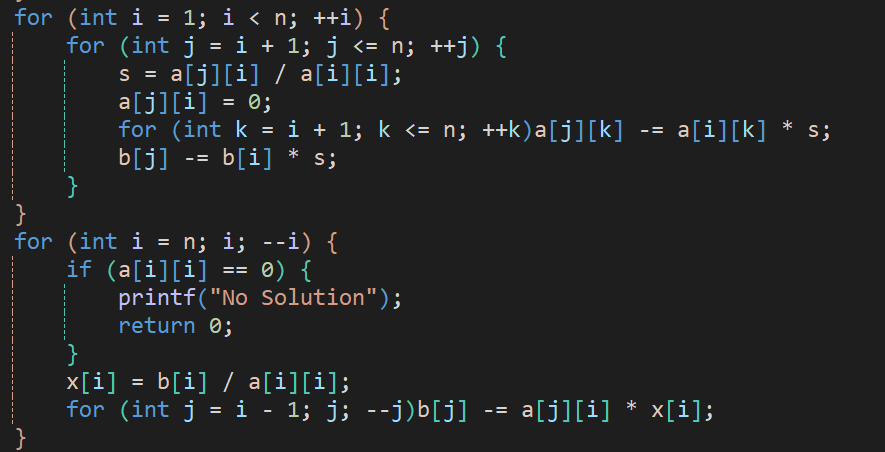 for (int i = 1; i < n; ++i) {
    for (int j = i + 1; j <= n; ++j) {
        s = a[j][i] / a[i][i];
        a[j][i] = 0;
        for (int k = i + 1; k <= n; ++k)a[j][k] -= a[i][k] * s;
        b[j] -= b[i] * s;
    }
}
for (int i = n; i; --i) {
    if (a[i][i] == 0) {
        printf("No Solution");
        return 0;
    }
    x[i] = b[i] / a[i][i];
    for (int j = i - 1; j; --j)b[j] -= a[j][i] * x[i];
}